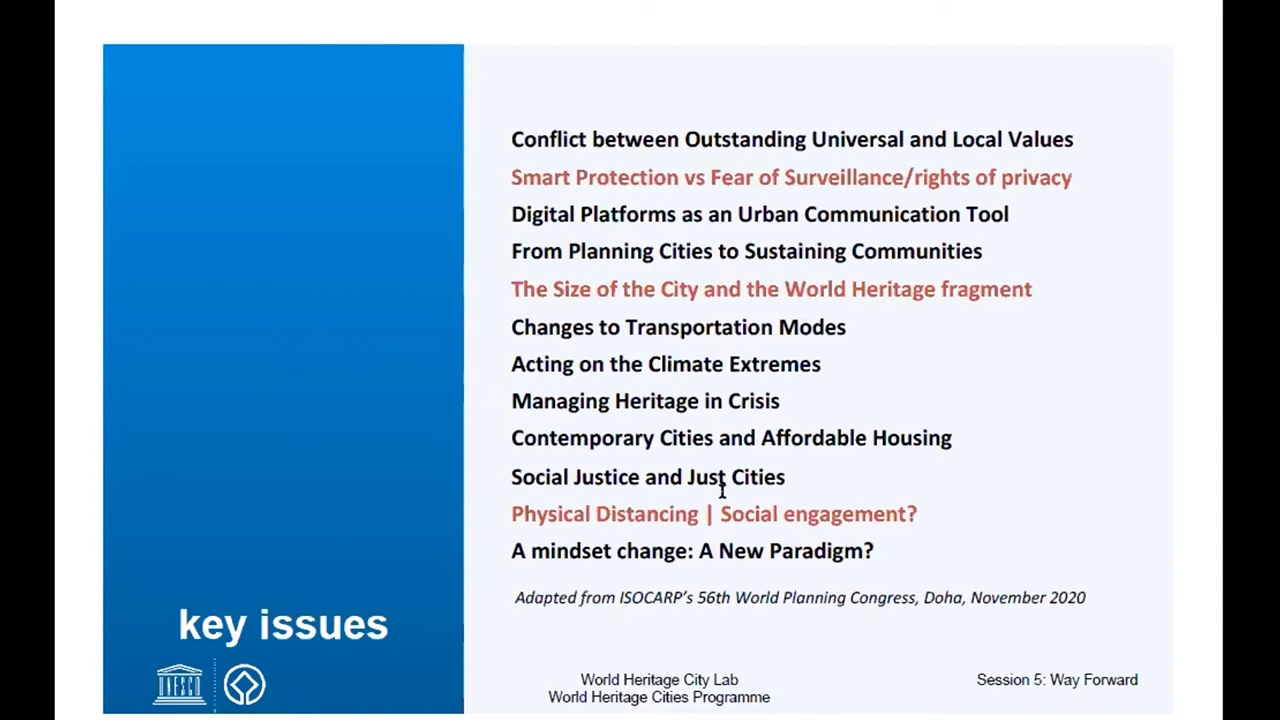 Conflict between Outstanding Universal and Local Values
Smart Protection vs Fear of Surveillance/rights of privacy
Digital Platforms as an Urban Communication Tool
From Planning Cities to Sustaining Communities
The Size of the City and the World Heritage fragment
Changes to Transportation Modes
Acting on the Climate Extremes
Managing Heritage in Crisis
Contemporary Cities and Affordable Housing
Social Justice and Just Cities
Physical Distancing | Social engagement?
A mindset change: A New Paradigm?
Adapted from ISOCARP's 56th World Planning Congress, Doha, November 2020
key issues
UNESCO
World Heritage City Lab
World Heritage Cities Programme
Session 5: Way Forward